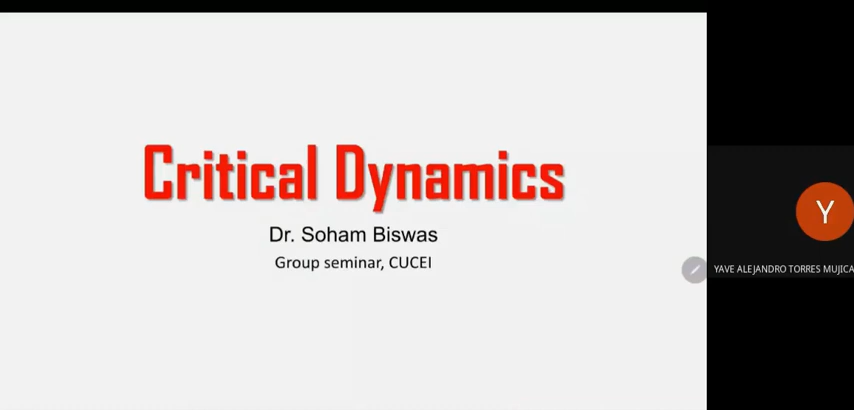 Critical Dynamics
Dr. Soham Biswas
Group seminar, CUCEI
Y
YAVE ALEJANDRO TORRES MUJICA